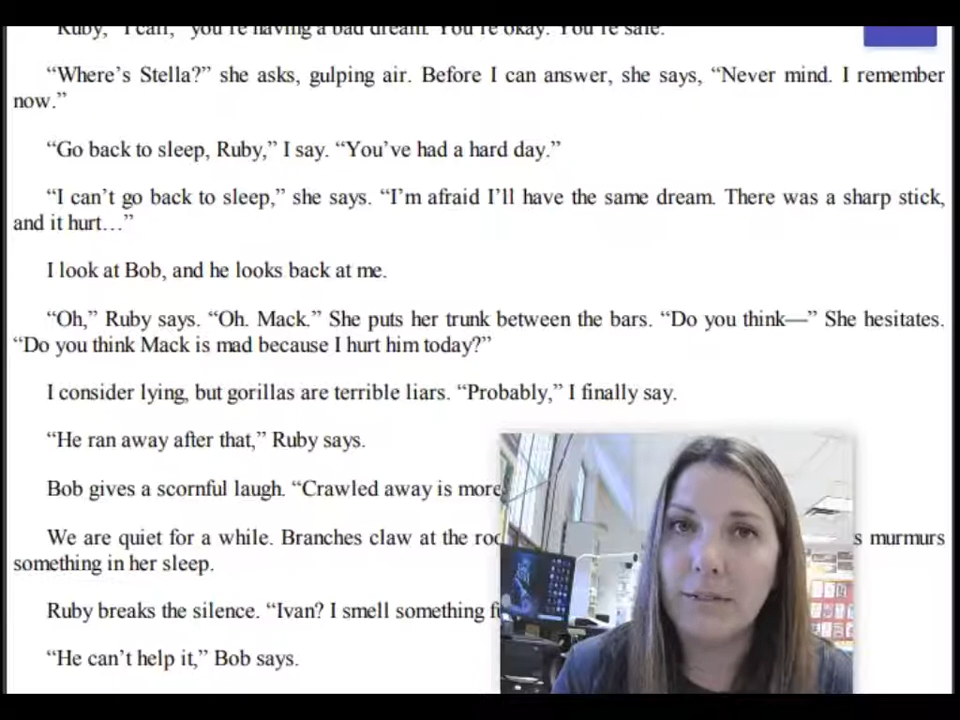 “Ruby,” I call, “you’re having a bad dream. You’re okay. You’re safe.”
“Where’s Stella?” she asks, gulping air. Before I can answer, she says, “Never mind. I remember
now.”
“Go back to sleep, Ruby,” I say. “You’ve had a hard day.”
“I can’t go back to sleep,” she says. “I’m afraid I’ll have the same dream. There was a sharp stick,
and it hurt…”
I look at Bob, and he looks back at me.
“Oh,” Ruby says. “Oh. Mack.” She puts her trunk between the bars. “Do you think—” She hesitates.
“Do you think Mack is mad because I hurt him today?”
I consider lying, but gorillas are terrible liars. “Probably,” I finally say.
“He ran away after that,” Ruby says.
Bob gives a scornful laugh. “Crawled away is more
We are quiet for a while. Branches claw at the murmurs
something in her sleep.
Ruby breaks the silence. “Ivan? I smell something
“He can’t help it,” Bob says.